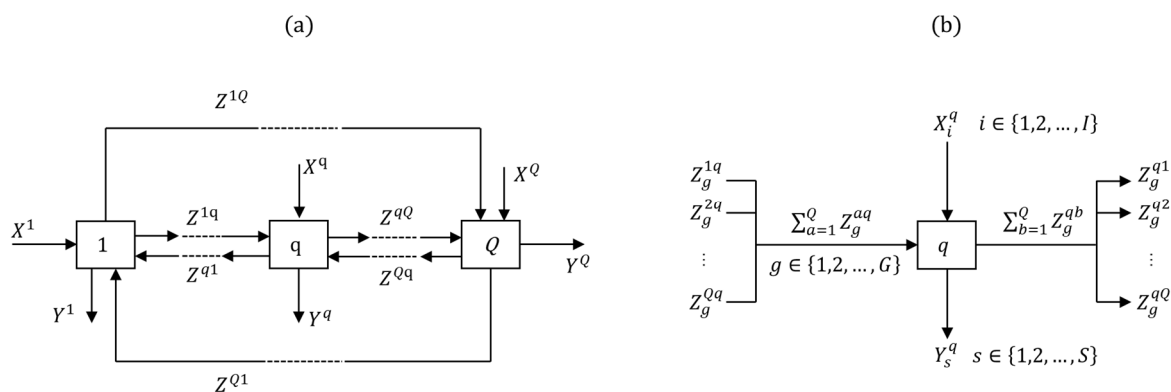 (a)
Z^{1Q}
X^q
X^Q
X^1
1
Z^{1q}
q
Z^{qQ}
Q
Z^{q1}
Z^{Qq}
Y^Q
Y^1
Y^q
Z^{Q1}
(b)
X_i^q i ∈ {1,2, … , I}
Z_g^{1q}
Z_g^{2q}
⋮
Z_g^{Qq}
∑_{a=1}^{Q} Z_g^{aq}
g ∈ {1,2, … , G}
q
∑_{b=1}^{Q} Z_g^{qb}
Z_g^{q1}
Z_g^{q2}
⋮
Z_g^{qQ}
Y_s^q s ∈ {1,2, … , S}